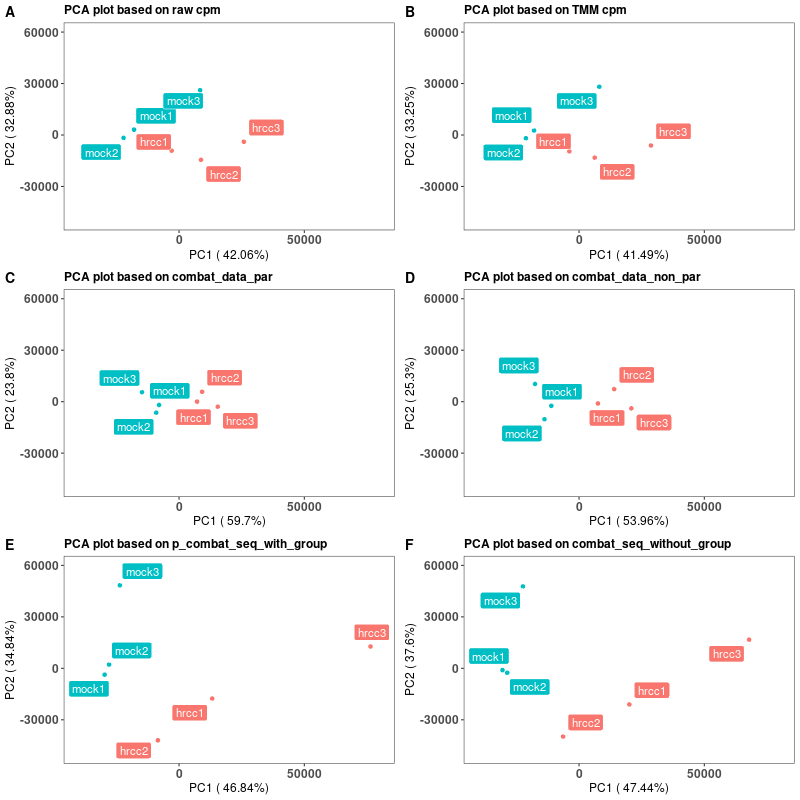 A PCA plot based on raw cpm
60000
30000
0
-30000
PC2 ( 32.88%)
mock3
mock1
mock2
hrcc1
hrcc3
hrcc2
0 50000
PC1 ( 42.06%)
B PCA plot based on TMM cpm
60000
30000
0
-30000
PC2 ( 33.25%)
mock3
mock1
mock2
hrcc1
hrcc3
hrcc2
0 50000
PC1 ( 41.49%)
C PCA plot based on combat_data_par
60000
30000
0
-30000
PC2 ( 23.8%)
mock3
mock1
mock2
hrcc2
hrcc1
hrcc3
0 50000
PC1 ( 59.7%)
D PCA plot based on combat_data_non_par
60000
30000
0
-30000
PC2 ( 25.3%)
mock3
mock1
mock2
hrcc2
hrcc1
hrcc3
0 50000
PC1 ( 53.96%)
E PCA plot based on p_combat_seq_with_group
60000
30000
0
-30000
PC2 ( 34.84%)
mock3
mock2
mock1
hrcc3
hrcc1
hrcc2
0 50000
PC1 ( 46.84%)
F PCA plot based on combat_seq_without_group
60000
30000
0
-30000
PC2 ( 37.6%)
mock3
mock1
mock2
hrcc3
hrcc1
hrcc2
0 50000
PC1 ( 47.44%)